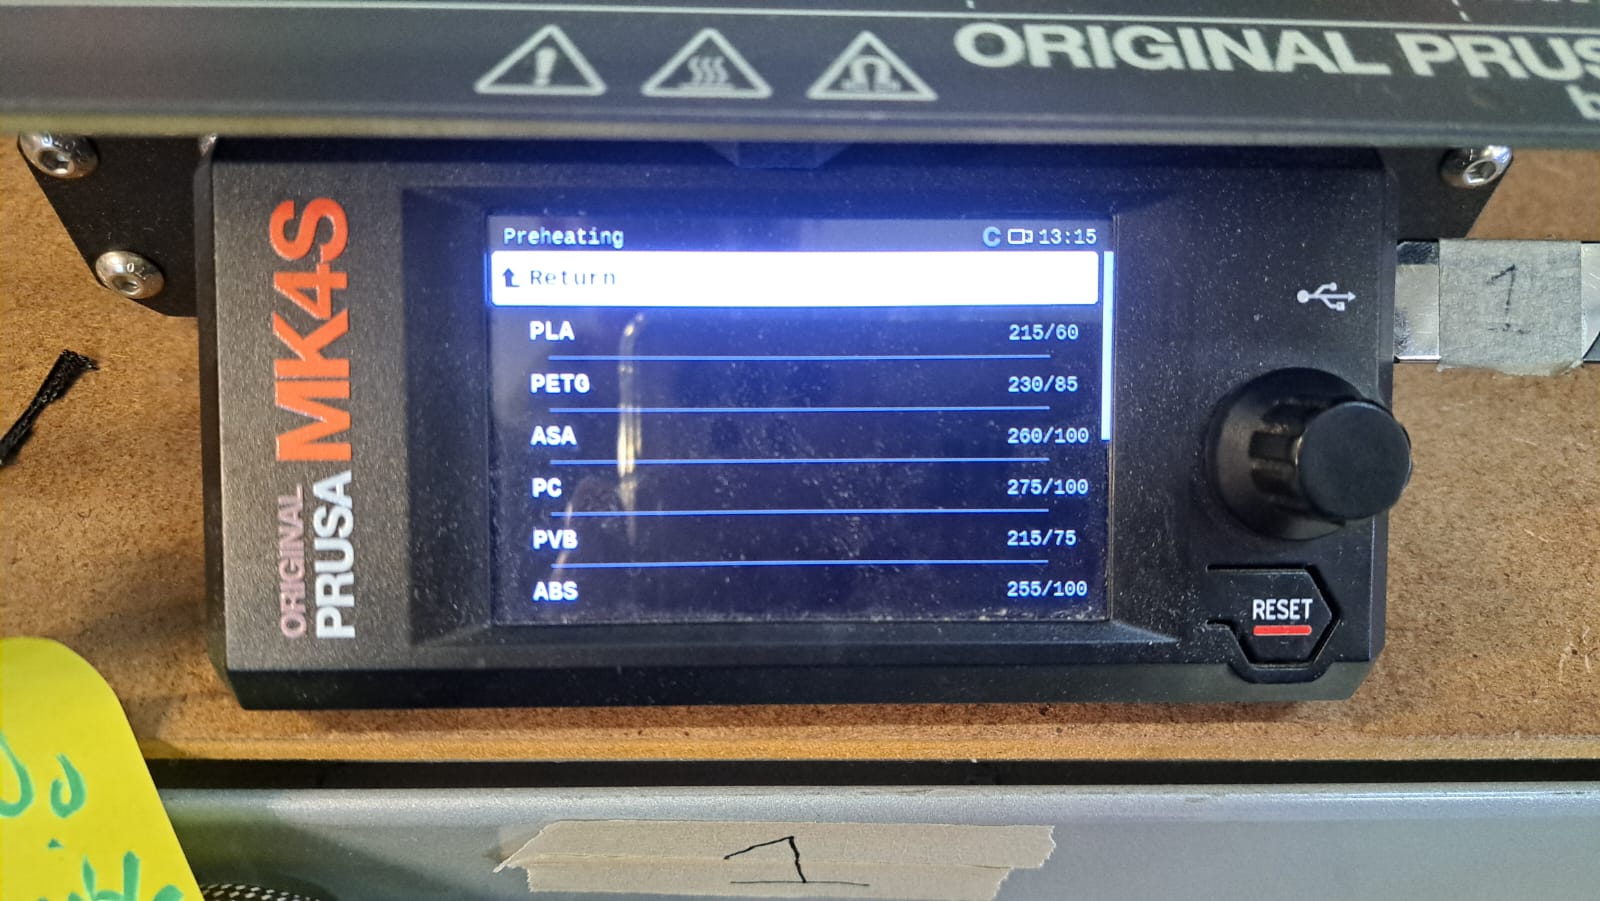 ORIGINAL
ORIGINAL PRUSA
MK4S
Preheating
C 13:15
Return
PLA 215/60
PETG 230/85
ASA 260/100
PC 275/100
PVB 215/75
ABS 255/100
RESET
1
1